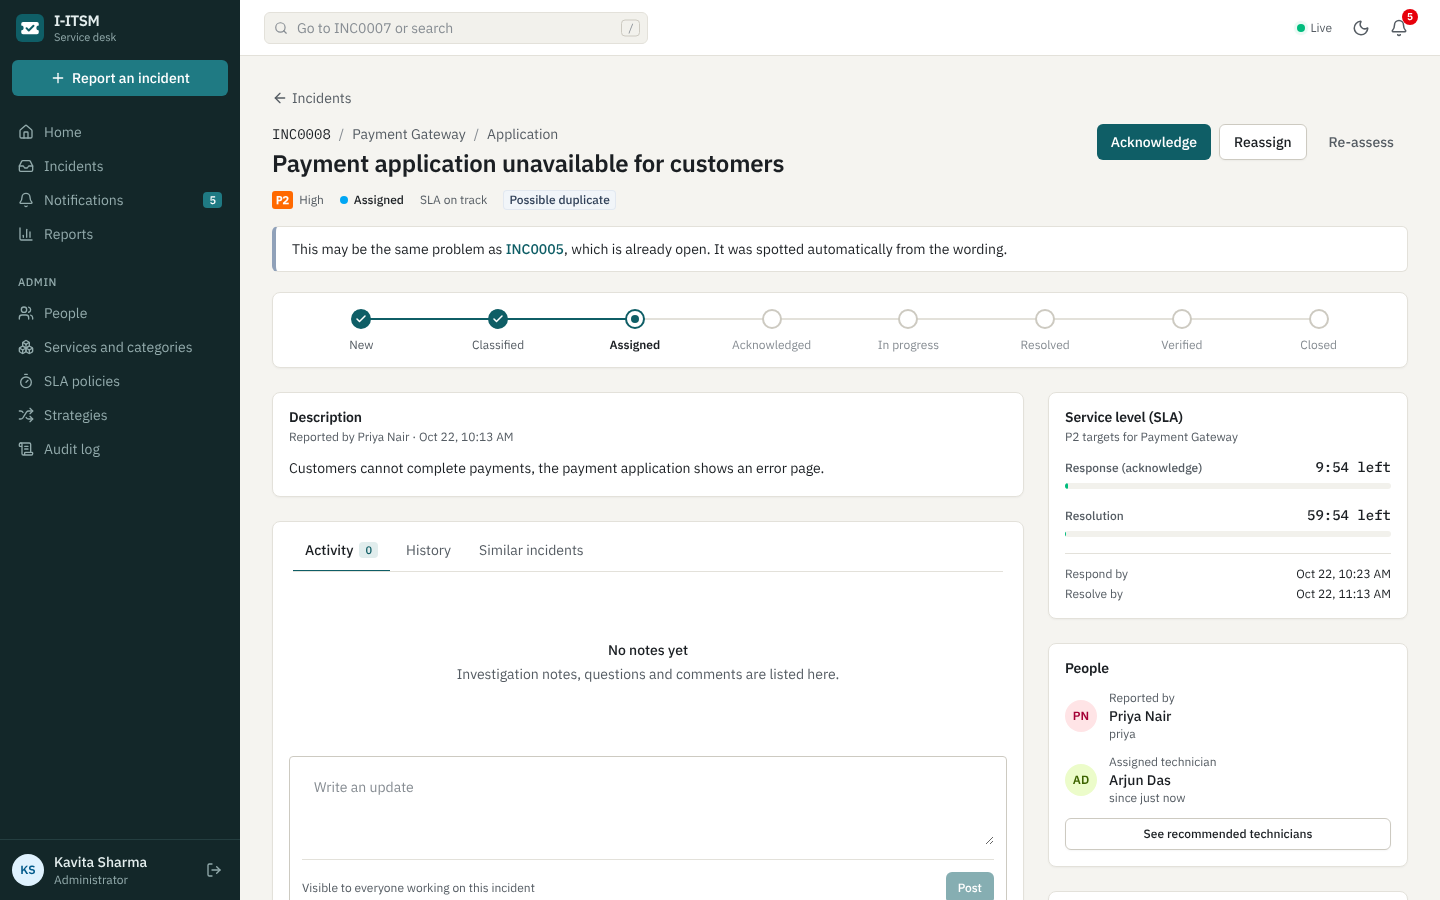 I-ITSM
Service desk
Report an incident
Home
Incidents
Notifications 5
Reports
ADMIN
People
Services and categories
SLA policies
Strategies
Audit log
KS
Kavita Sharma
Administrator
Go to INC0007 or search /
Live
5
Incidents
INC0008 / Payment Gateway / Application
Payment application unavailable for customers
P2 High Assigned SLA on track Possible duplicate
Acknowledge Reassign Re-assess
This may be the same problem as INC0005, which is already open. It was spotted automatically from the wording.
New Classified Assigned Acknowledged In progress Resolved Verified Closed
Description
Reported by Priya Nair · Oct 22, 10:13 AM
Customers cannot complete payments, the payment application shows an error page.
Activity 0 History Similar incidents
No notes yet
Investigation notes, questions and comments are listed here.
Write an update
Visible to everyone working on this incident
Post
Service level (SLA)
P2 targets for Payment Gateway
Response (acknowledge) 9:54 left
Resolution 59:54 left
Respond by Oct 22, 10:23 AM
Resolve by Oct 22, 11:13 AM
People
PN
Reported by
Priya Nair
priya
AD
Assigned technician
Arjun Das
since just now
See recommended technicians